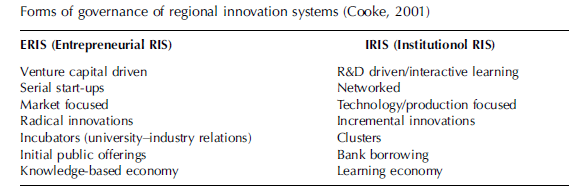 Forms of governance of regional innovation systems (Cooke, 2001)
ERIS (Entrepreneurial RIS) IRIS (Institutional RIS)
Venture capital driven R&D driven/interactive learning
Serial start-ups Networked
Market focused Technology/production focused
Radical innovations Incremental innovations
Incubators (university–industry relations) Clusters
Initial public offerings Bank borrowing
Knowledge-based economy Learning economy